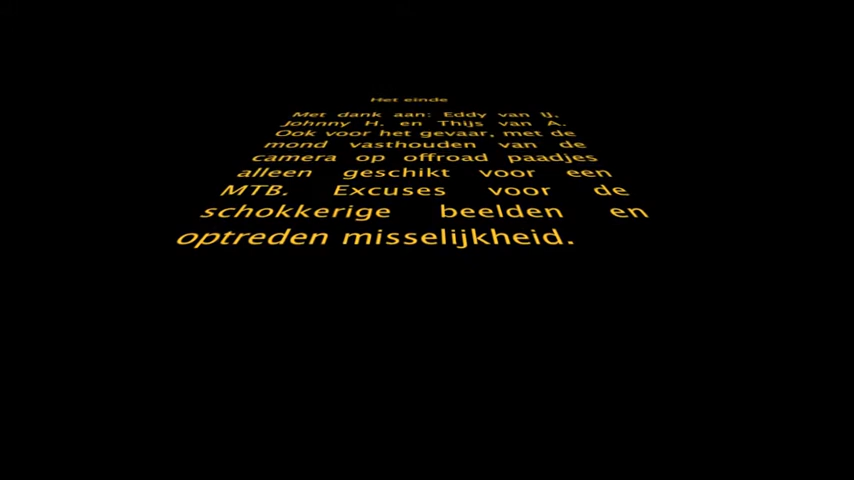 Het einde
Met dank aan: Eddy van IJ,
Johnny H. en Thijs van A.
Ook voor het gevaar, met de
mond vasthouden van de
camera op offroad paadjes
alleen geschikt voor een
MTB. Excuses voor de
schokkerige beelden en
optreden misselijkheid.